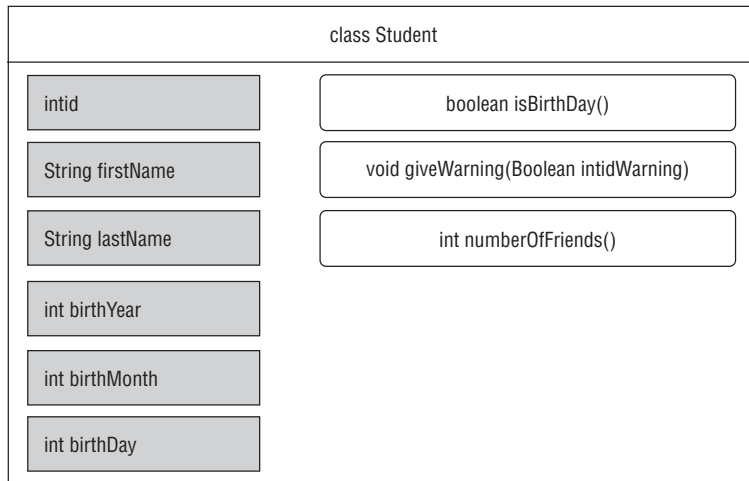 class Student
intid
boolean isBirthDay()
String firstName
void giveWarning(Boolean intidWarning)
String lastName
int numberOfFriends()
int birthYear
int birthMonth
int birthDay